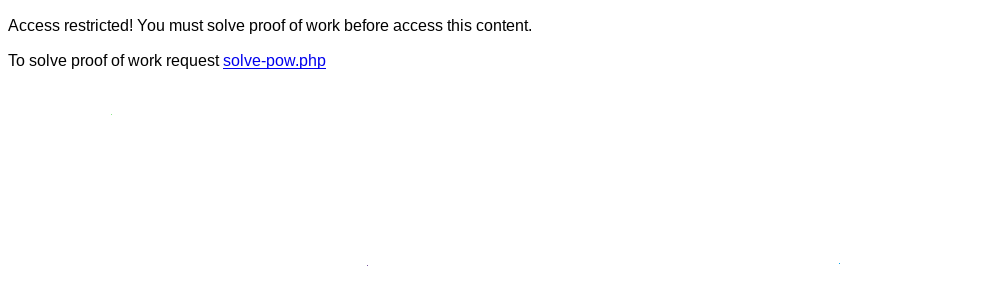 Access restricted! You must solve proof of work before access this content.
To solve proof of work request solve-pow.php